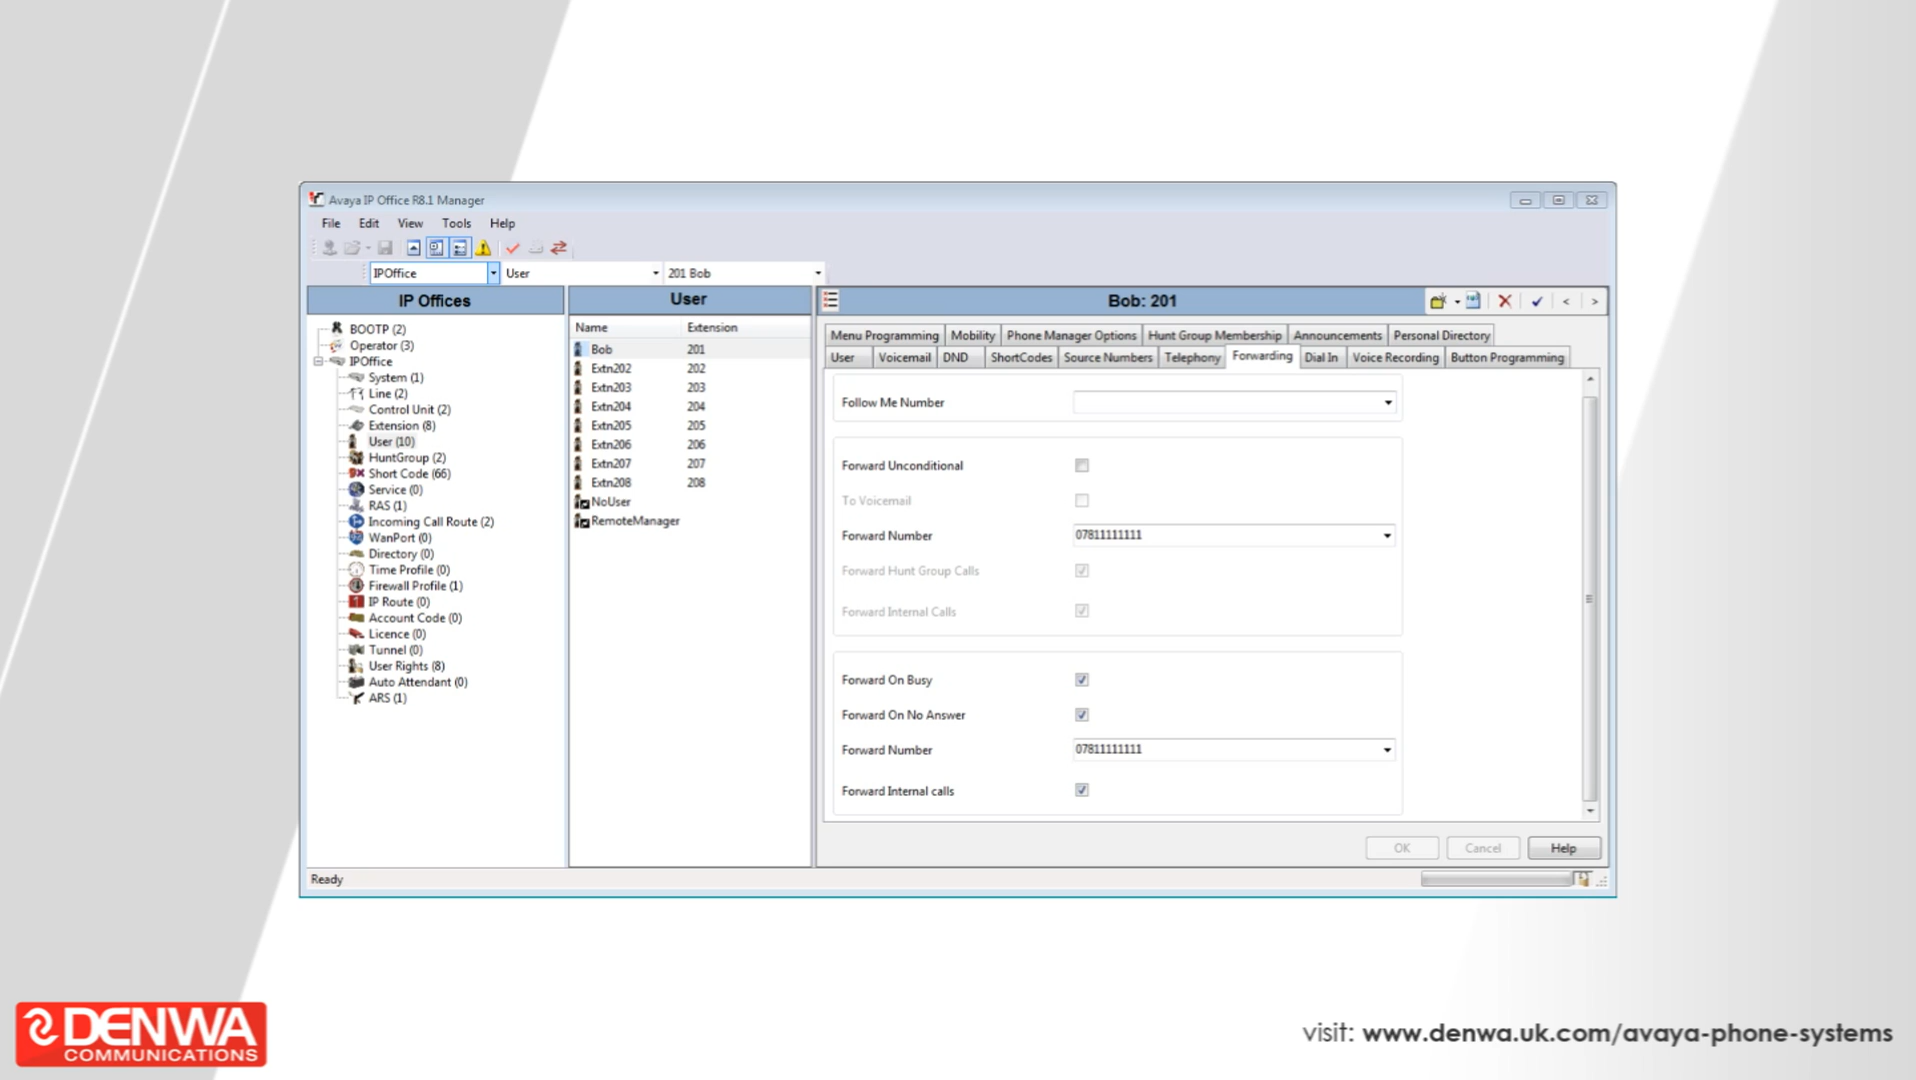 Avaya IP Office R8.1 Manager
File Edit View Tools Help
IPOffice User 201 Bob
IP Offices
BOOTP (2)
Operator (3)
IPOffice
System (1)
Line (2)
Control Unit (2)
Extension (8)
User (10)
HuntGroup (2)
Short Code (66)
Service (0)
RAS (1)
Incoming Call Route (2)
WanPort (0)
Directory (0)
Time Profile (0)
Firewall Profile (1)
IP Route (0)
Account Code (0)
Licence (0)
Tunnel (0)
User Rights (8)
Auto Attendant (0)
ARS (1)
User
Name Extension
Bob 201
Extn202 202
Extn203 203
Extn204 204
Extn205 205
Extn206 206
Extn207 207
Extn208 208
NoUser
RemoteManager
Bob: 201
Menu Programming Mobility Phone Manager Options Hunt Group Membership Announcements Personal Directory
User Voicemail DND ShortCodes Source Numbers Telephony Forwarding Dial In Voice Recording Button Programming
Follow Me Number
Forward Unconditional
To Voicemail
Forward Number 07811111111
Forward Hunt Group Calls
Forward Internal Calls
Forward On Busy
Forward On No Answer
Forward Number 07811111111
Forward Internal calls
OK Cancel Help
Ready
DENWA
COMMUNICATIONS
visit: www.denwa.uk.com/avaya-phone-systems